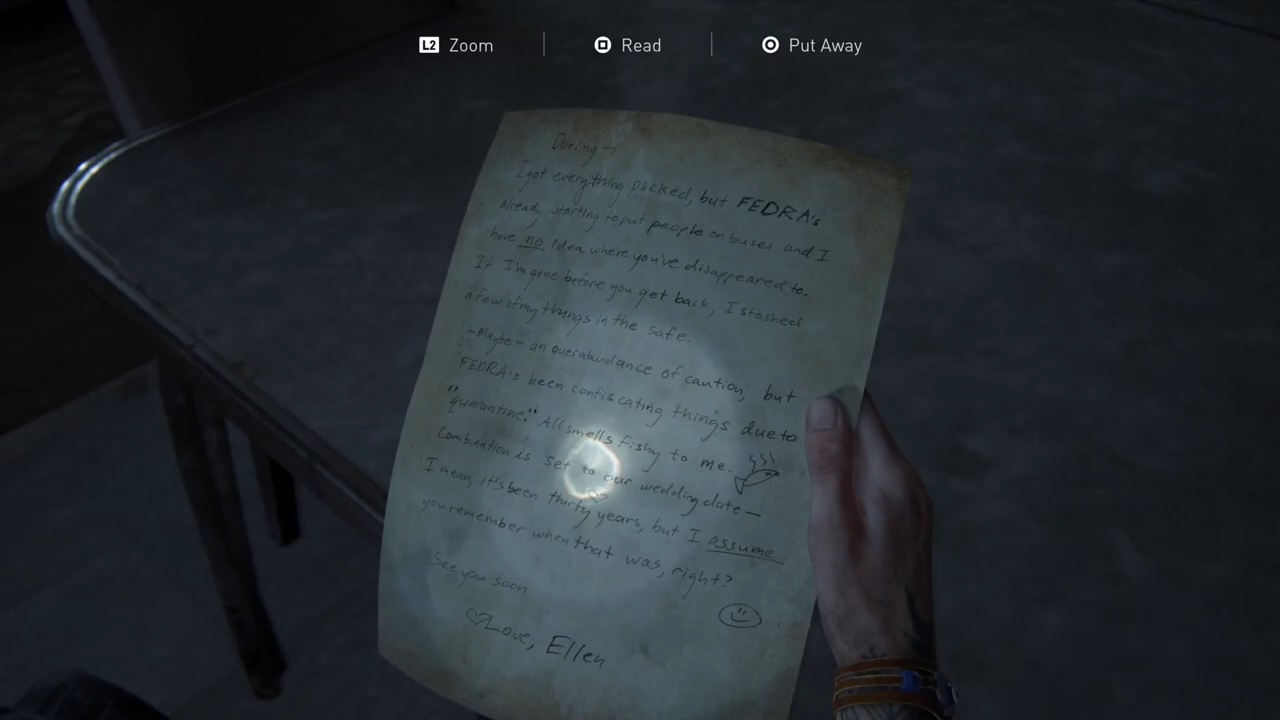 L2 Zoom | Read | Put Away
Darling—
I got everything packed, but FEDRA's
already starting to put people on buses and I
have no Idea where you've disappeared to.
If I'm gone before you get back, I stashed
a few of my things in the safe.
~Maybe~ an overabundance of caution, but
FEDRA's been confiscating things due to
"quarantine." All smells fishy to me.
Combination is set to our wedding date—
I mean, it's been thirty years, but I assume
you remember when that was, right?
See you soon
Love, Ellen